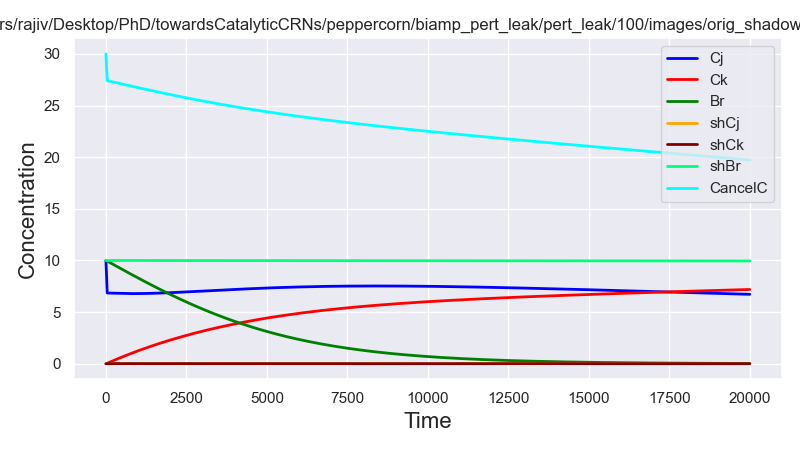 rs/rajiv/Desktop/PhD/towardsCatalyticCRNs/peppercorn/biamp_pert_leak/pert_leak/100/images/orig_shadow
30
25
20
15
10
5
0
Concentration
Cj
Ck
Br
shCj
shCk
shBr
CancelC
0 2500 5000 7500 10000 12500 15000 17500 20000
Time